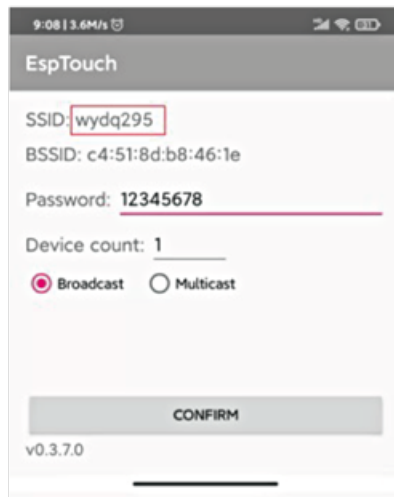 9:08 | 3.6M/s
EspTouch
SSID: wydq295
BSSID: c4:51:8d:b8:46:1e
Password: 12345678
Device count: 1
Broadcast Multicast
CONFIRM
v0.3.7.0